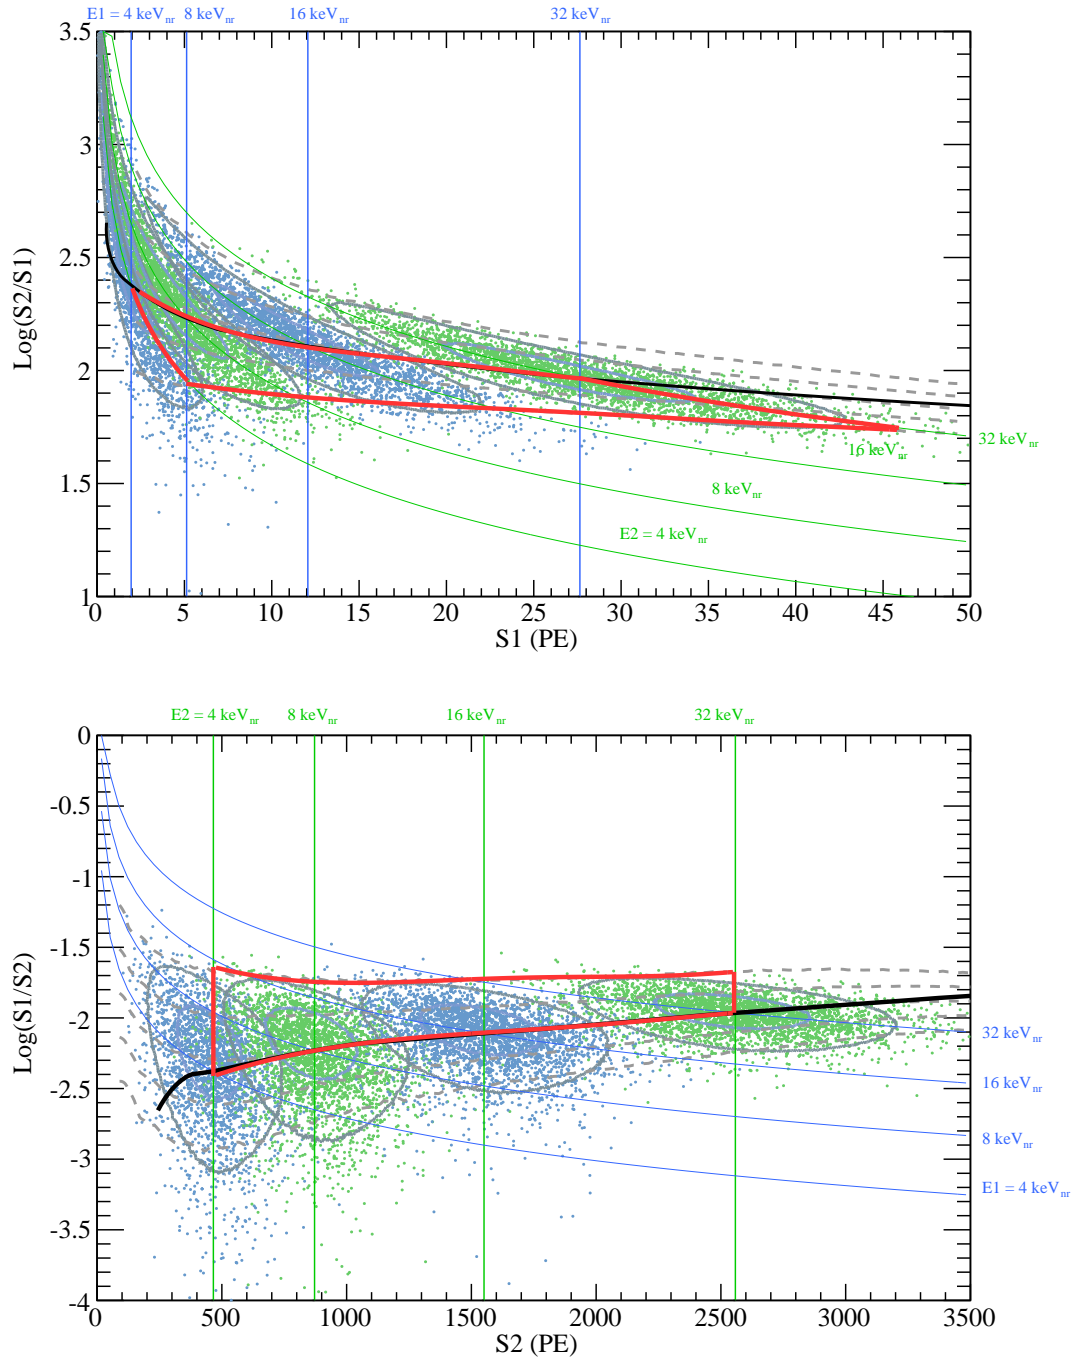 E1 = 4 keVnr 8 keVnr 16 keVnr 32 keVnr
3.5
3
2.5
2
1.5
1
Log(S2/S1)
32 keVnr
16 keVnr
8 keVnr
E2 = 4 keVnr
0 5 10 15 20 25 30 35 40 45 50
S1 (PE)
E2 = 4 keVnr 8 keVnr 16 keVnr 32 keVnr
0
-0.5
-1
-1.5
-2
-2.5
-3
-3.5
-4
Log(S1/S2)
32 keVnr
16 keVnr
8 keVnr
E1 = 4 keVnr
0 500 1000 1500 2000 2500 3000 3500
S2 (PE)